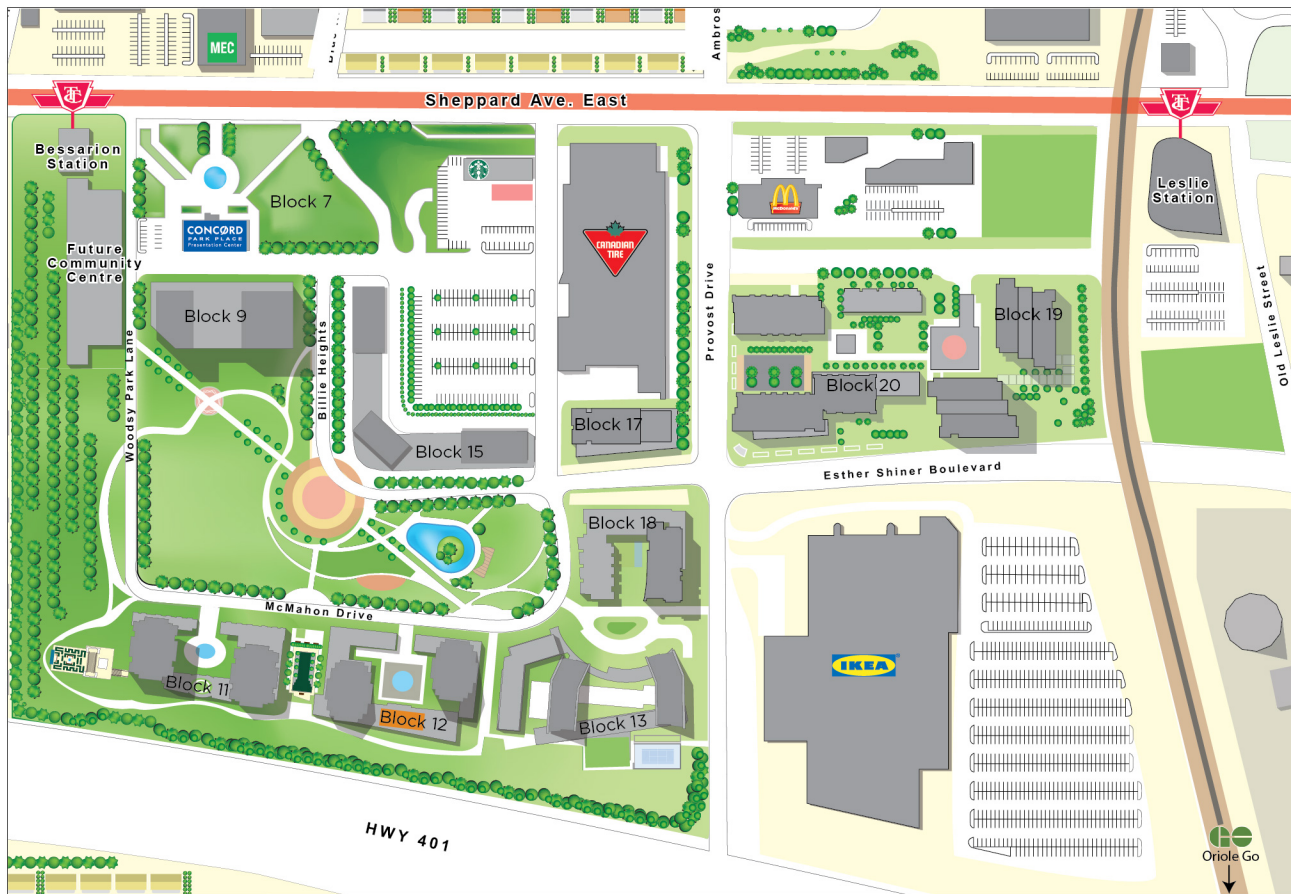 MEC
Ambros
Sheppard Ave. East
Bessarion
Station
Block 7
Leslie
Station
McDonald's
CONCORD
PARK PLACE
Presentation Center
CANADIAN
TIRE
Future
Community
Centre
Provost Drive
Old Leslie Street
Block 9
Block 19
Woodsy Park Lane
Billie Heights
Block 20
Block 17
Block 15
Esther Shiner Boulevard
Block 18
McMahon Drive
IKEA
Block 11
Block 12
Block 13
HWY 401
GO
Oriole Go